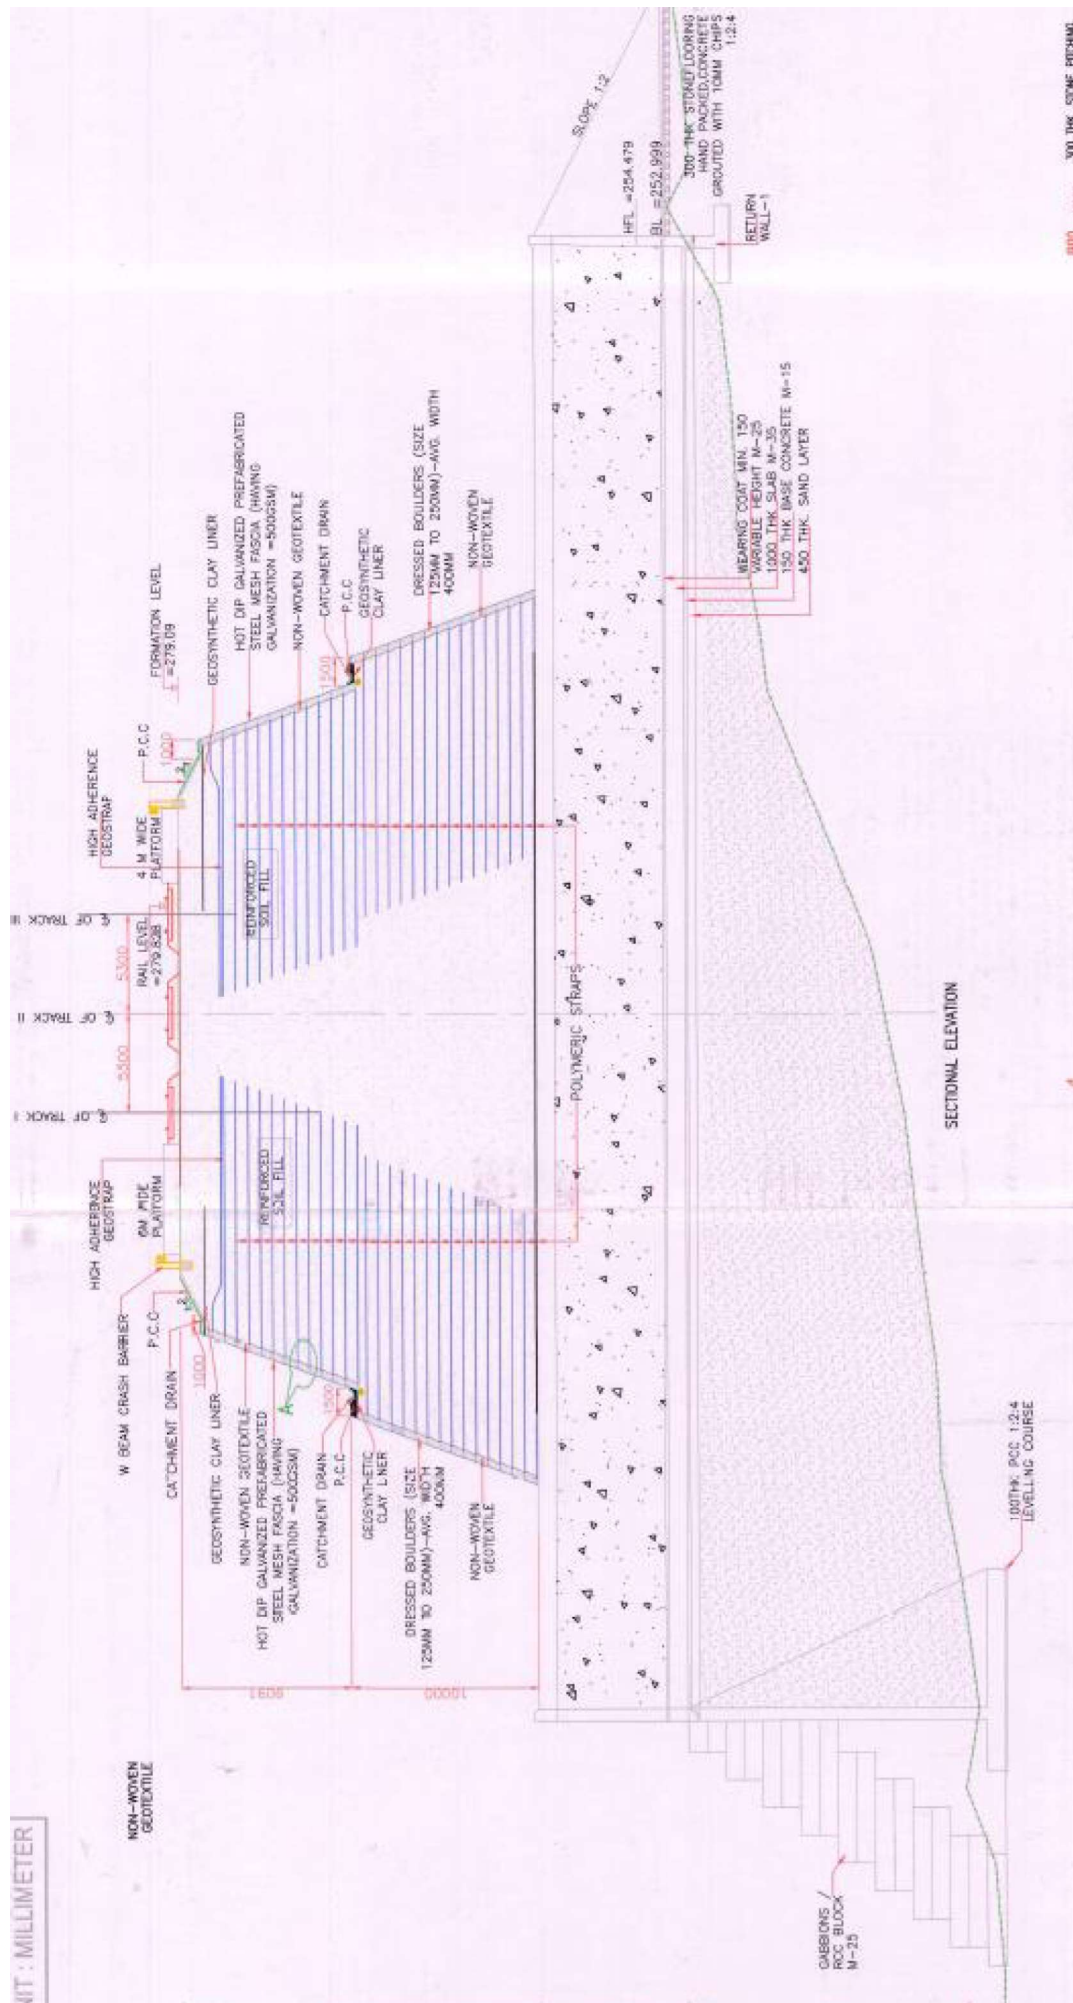 UNIT : MILLIMETER
NON-WOVEN
GEOTEXTILE
W BEAM CRASH BARRIER
P.C.C
CATCHMENT DRAIN
1000
GEOSYNTHETIC CLAY LINER
NON-WOVEN GEOTEXTILE
HOT DIP GALVANIZED PREFABRICATED
STEEL MESH FASCIA (HAVING
GALVANIZATION =500GSM)
A
1500
CATCHMENT DRAIN
P.C.C
GEOSYNTHETIC
CLAY LINER
DRESSED BOULDERS (SIZE
125MM TO 250MM)-AVG. WIDTH
400MM
NON-WOVEN
GEOTEXTILE
9091
10000
HIGH ADHERENCE
GEOSTRAP
6M WIDE
PLATFORM
REINFORCED
SOIL FILL
℄ OF TRACK I
5500
℄ OF TRACK II
5300
℄ OF TRACK III
RAIL LEVEL
=279.828
HIGH ADHERENCE
GEOSTRAP
4 M WIDE
PLATFORM
REINFORCED
SOIL FILL
P.C.C
1000
FORMATION LEVEL
=279.09
GEOSYNTHETIC CLAY LINER
HOT DIP GALVANIZED PREFABRICATED
STEEL MESH FASCIA (HAVING
GALVANIZATION =500GSM)
NON-WOVEN GEOTEXTILE
CATCHMENT DRAIN
P.C.C
1500
GEOSYNTHETIC
CLAY LINER
DRESSED BOULDERS (SIZE
125MM TO 250MM)-AVG. WIDTH
400MM
NON-WOVEN
GEOTEXTILE
POLYMERIC STRAPS
SLOPE 1:2
HFL =254.479
BL =252.999
300 THK STONEFLOORING
HAND PACKED,CONCRETE
GROUTED WITH 10MM CHIPS
1:2:4
RETURN
WALL-1
WEARING COAT MIN. 150
VARIABLE HEIGHT M-25
1000 THK SLAB M-35
150 THK BASE CONCRETE M-15
450 THK. SAND LAYER
SECTIONAL ELEVATION
100THK PCC 1:2:4
LEVELLING COURSE
GABBIONS /
RCC BLOCK
M-25
300 THK STONE PITCHING